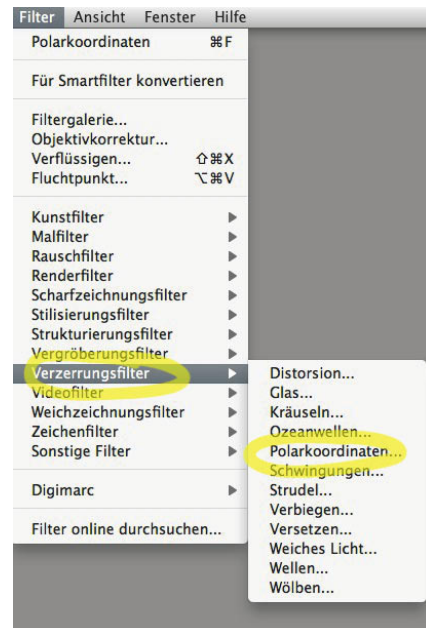 Filter Ansicht Fenster Hilfe
Polarkoordinaten ⌘F
Für Smartfilter konvertieren
Filtergalerie...
Objektivkorrektur...
Verflüssigen... ⇧⌘X
Fluchtpunkt... ⌥⌘V
Kunstfilter
Malfilter
Rauschfilter
Renderfilter
Scharfzeichnungsfilter
Stilisierungsfilter
Strukturierungsfilter
Vergröberungsfilter
Verzerrungsfilter
Videofilter
Weichzeichnungsfilter
Zeichenfilter
Sonstige Filter
Digimarc
Filter online durchsuchen...
Distorsion...
Glas...
Kräuseln...
Ozeanwellen...
Polarkoordinaten...
Schwingungen...
Strudel...
Verbiegen...
Versetzen...
Weiches Licht...
Wellen...
Wölben...